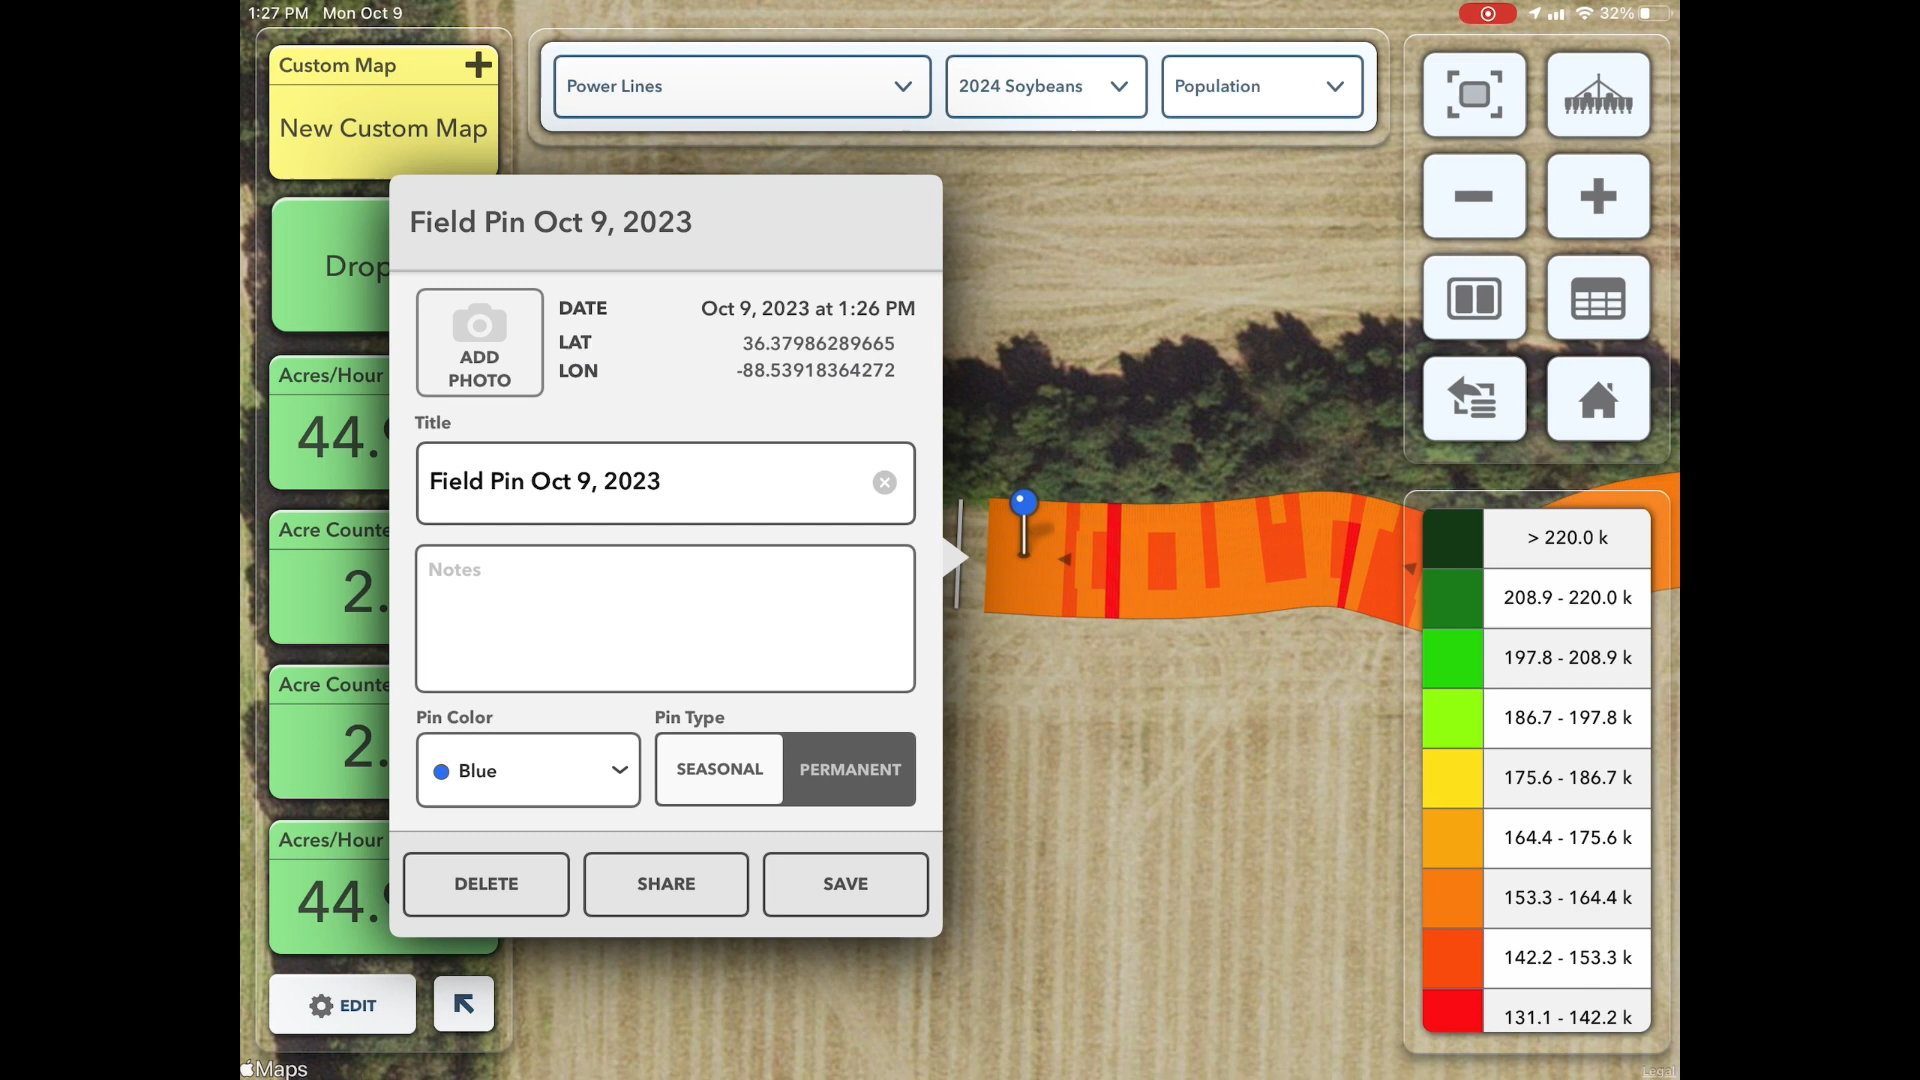 1:27 PM Mon Oct 9
32%
Custom Map
New Custom Map
Power Lines
2024 Soybeans
Population
Drop
Field Pin Oct 9, 2023
ADD
PHOTO
DATE
Oct 9, 2023 at 1:26 PM
LAT
36.37986289665
LON
-88.53918364272
Title
Field Pin Oct 9, 2023
Notes
Pin Color
Pin Type
Blue
SEASONAL
PERMANENT
DELETE
SHARE
SAVE
Acres/Hour
44.
Acre Counte
2.
Acre Counte
2.
Acres/Hour
44.
EDIT
Maps
> 220.0 k
208.9 - 220.0 k
197.8 - 208.9 k
186.7 - 197.8 k
175.6 - 186.7 k
164.4 - 175.6 k
153.3 - 164.4 k
142.2 - 153.3 k
131.1 - 142.2 k
Legal